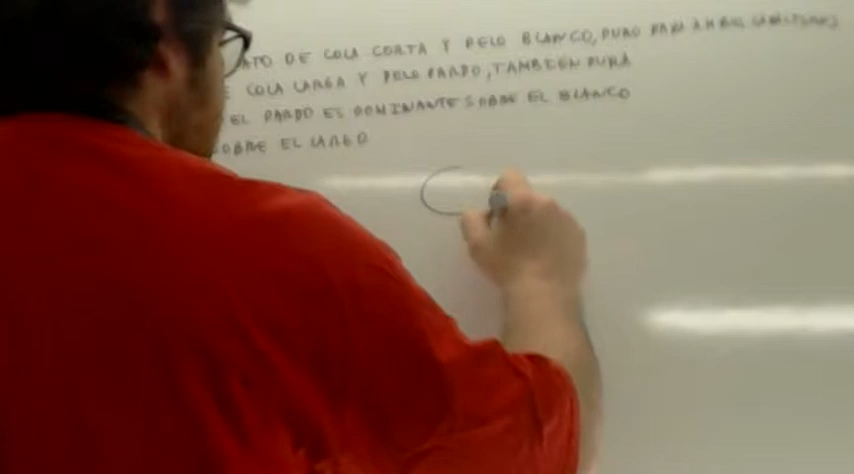 ATO DE COLA CORTA Y PELO BLANCO, PURO PARA AMBOS CARACTERES
COLA LARGA Y PELO PARDO, TAMBIEN PURA
EL PARDO ES DOMINANTE SOBRE EL BLANCO
SOBRE EL LARGO